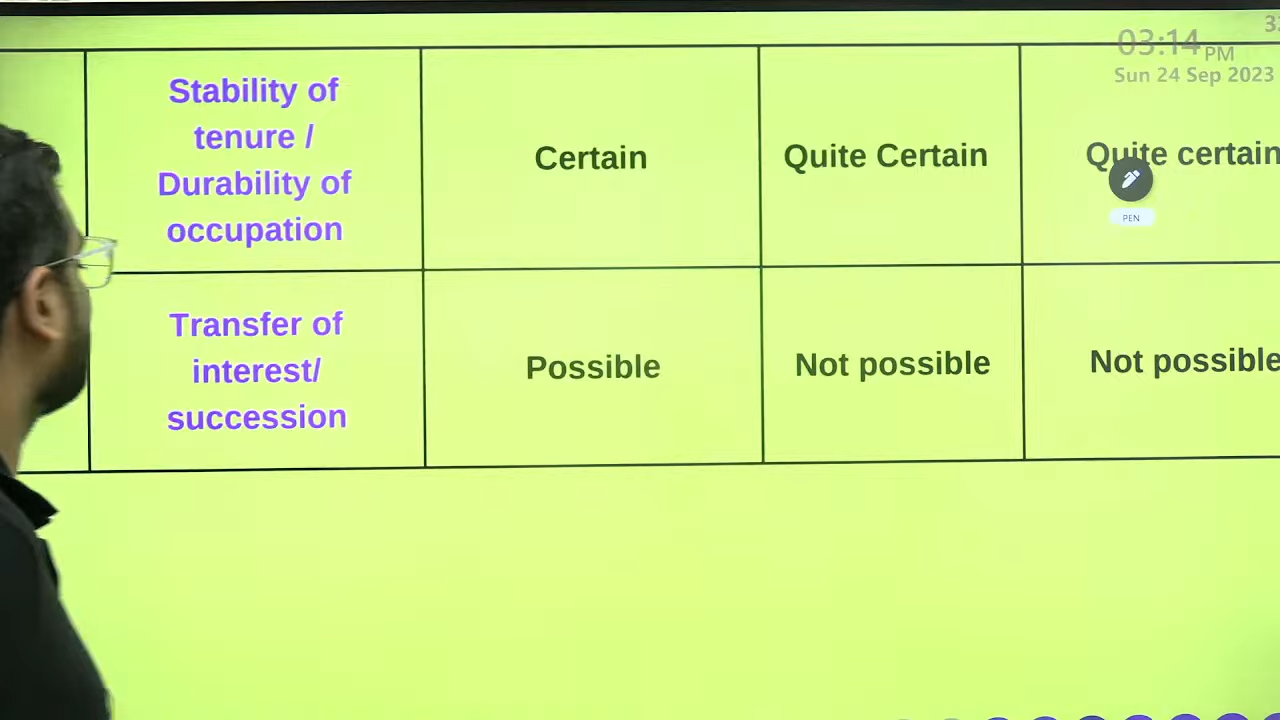 03:14 PM
Sun 24 Sep 2023
Stability of
tenure /
Durability of
occupation
Certain
Quite Certain
Quite certain
PEN
Transfer of
interest/
succession
Possible
Not possible
Not possible